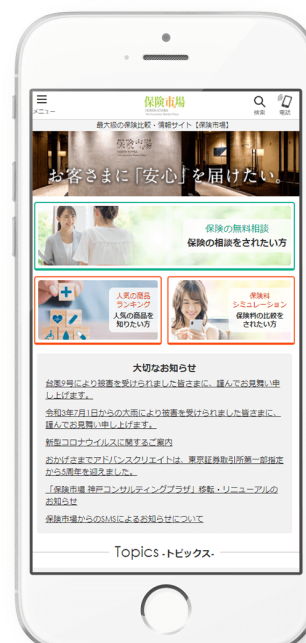 保険市場
メニュー
検索
電話
最大級の保険比較・情報サイト【保険市場】
保険市場
お客さまに「安心」を届けたい。
保険の無料相談
保険の相談をされたい方
人気の商品
ランキング
人気の商品を
知りたい方
保険料
シミュレーション
保険料の比較を
されたい方
大切なお知らせ
台風9号により被害を受けられました皆さまに、謹んでお見舞い申
し上げます。
令和3年7月1日からの大雨により被害を受けられました皆さまに、
謹んでお見舞い申し上げます。
新型コロナウイルスに関するご案内
おかげさまでアドバンスクリエイトは、東京証券取引所第一部指定
から5周年を迎えました。
「保険市場 神戸コンサルティングプラザ」移転・リニューアルの
お知らせ
保険市場からのSMSによるお知らせについて
Topics -トピックス-